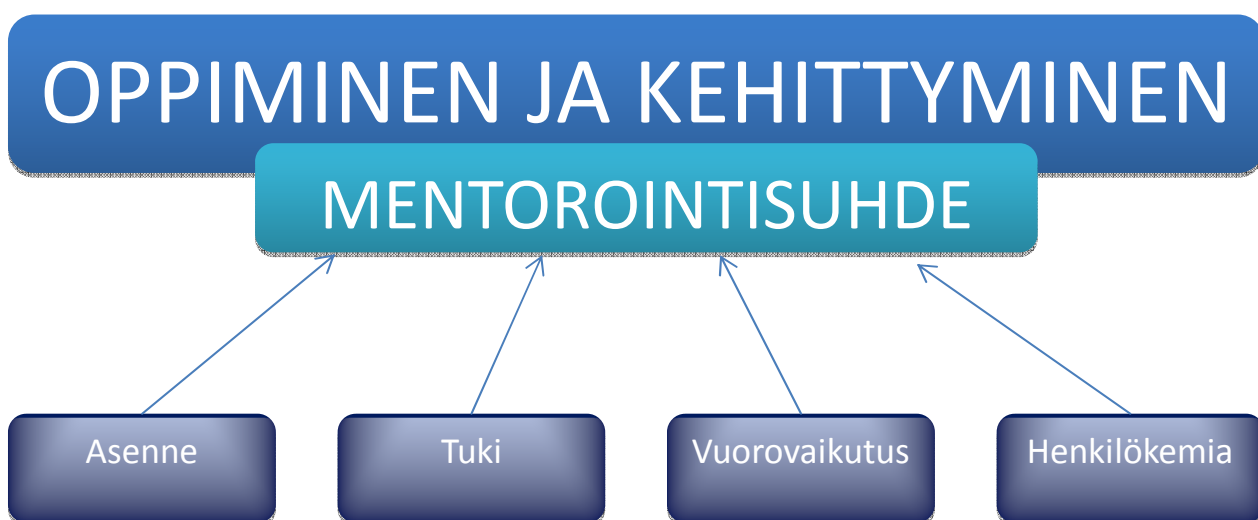 OPPIMINEN JA KEHITTYMINEN
MENTOROINTISUHDE
Asenne
Tuki
Vuorovaikutus
Henkilökemia